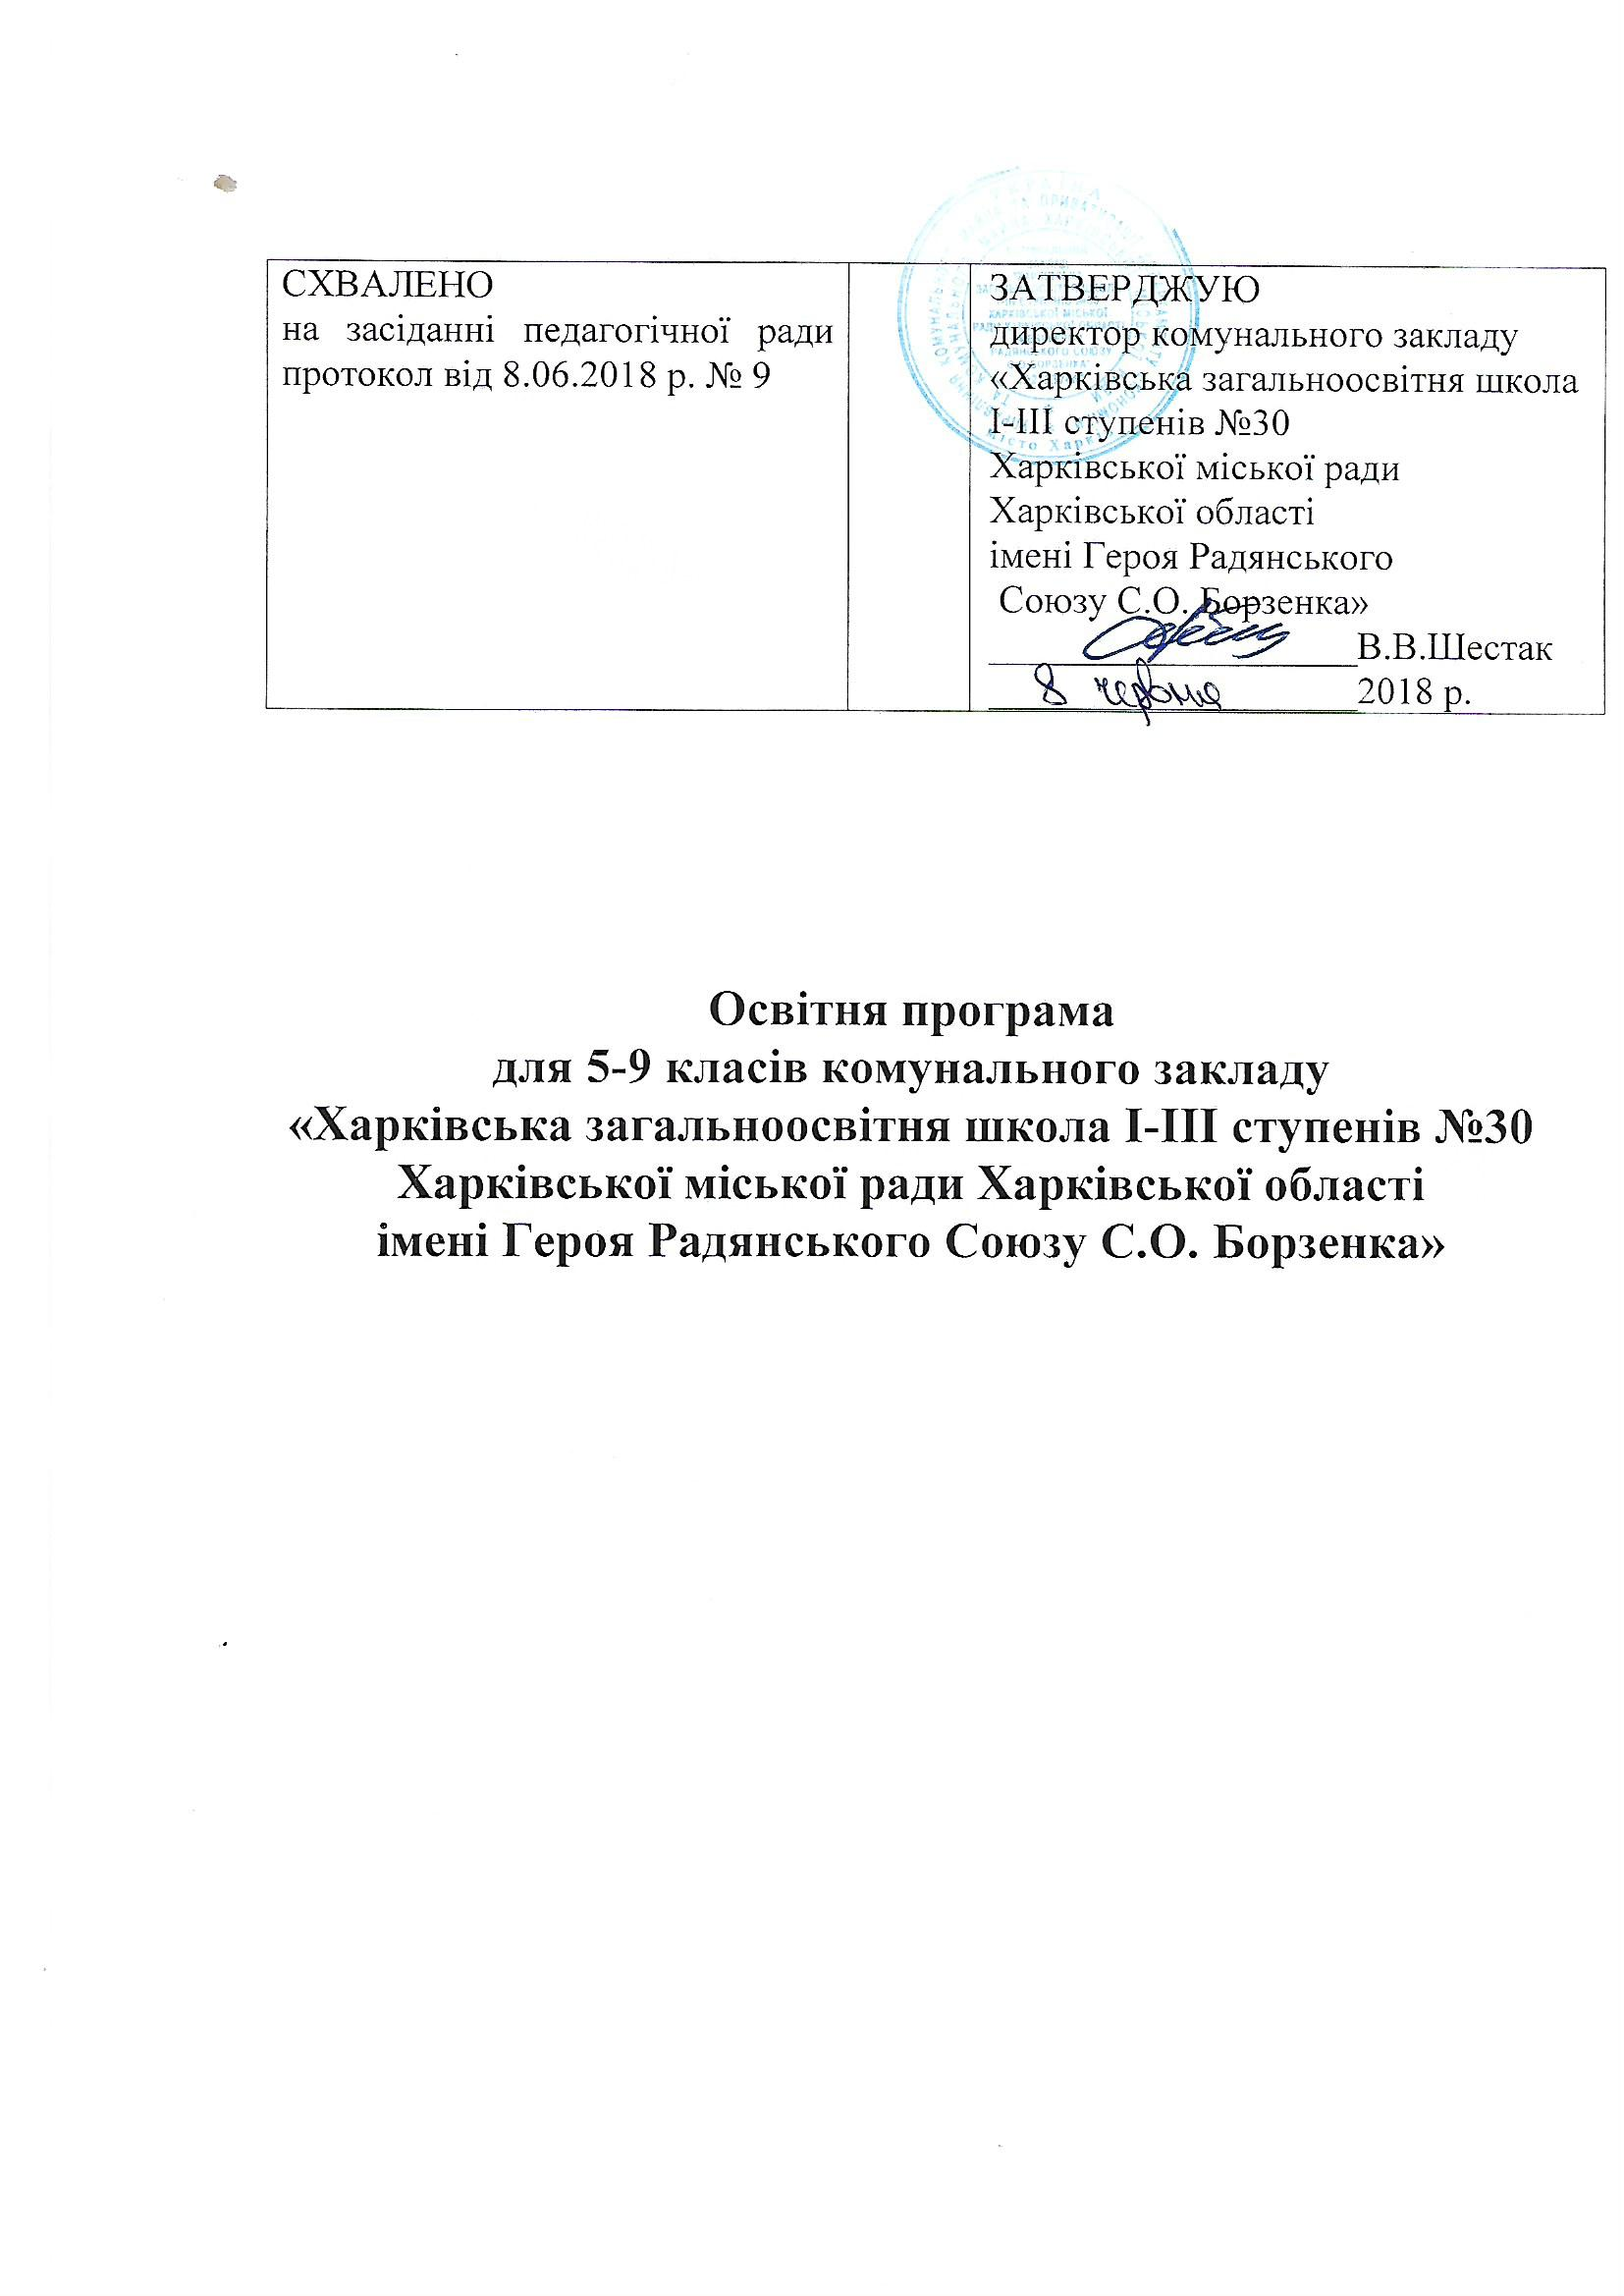 СХВАЛЕНО
на засіданні педагогічної ради
протокол від 8.06.2018 р. № 9
ЗАТВЕРДЖУЮ
директор комунального закладу
«Харківська загальноосвітня школа
І-ІІІ ступенів №30
Харківської міської ради
Харківської області
імені Героя Радянського
Союзу С.О. Борзенка»
В.В.Шестак
8 червня 2018 р.
Освітня програма
для 5-9 класів комунального закладу
«Харківська загальноосвітня школа І-ІІІ ступенів №30
Харківської міської ради Харківської області
імені Героя Радянського Союзу С.О. Борзенка»